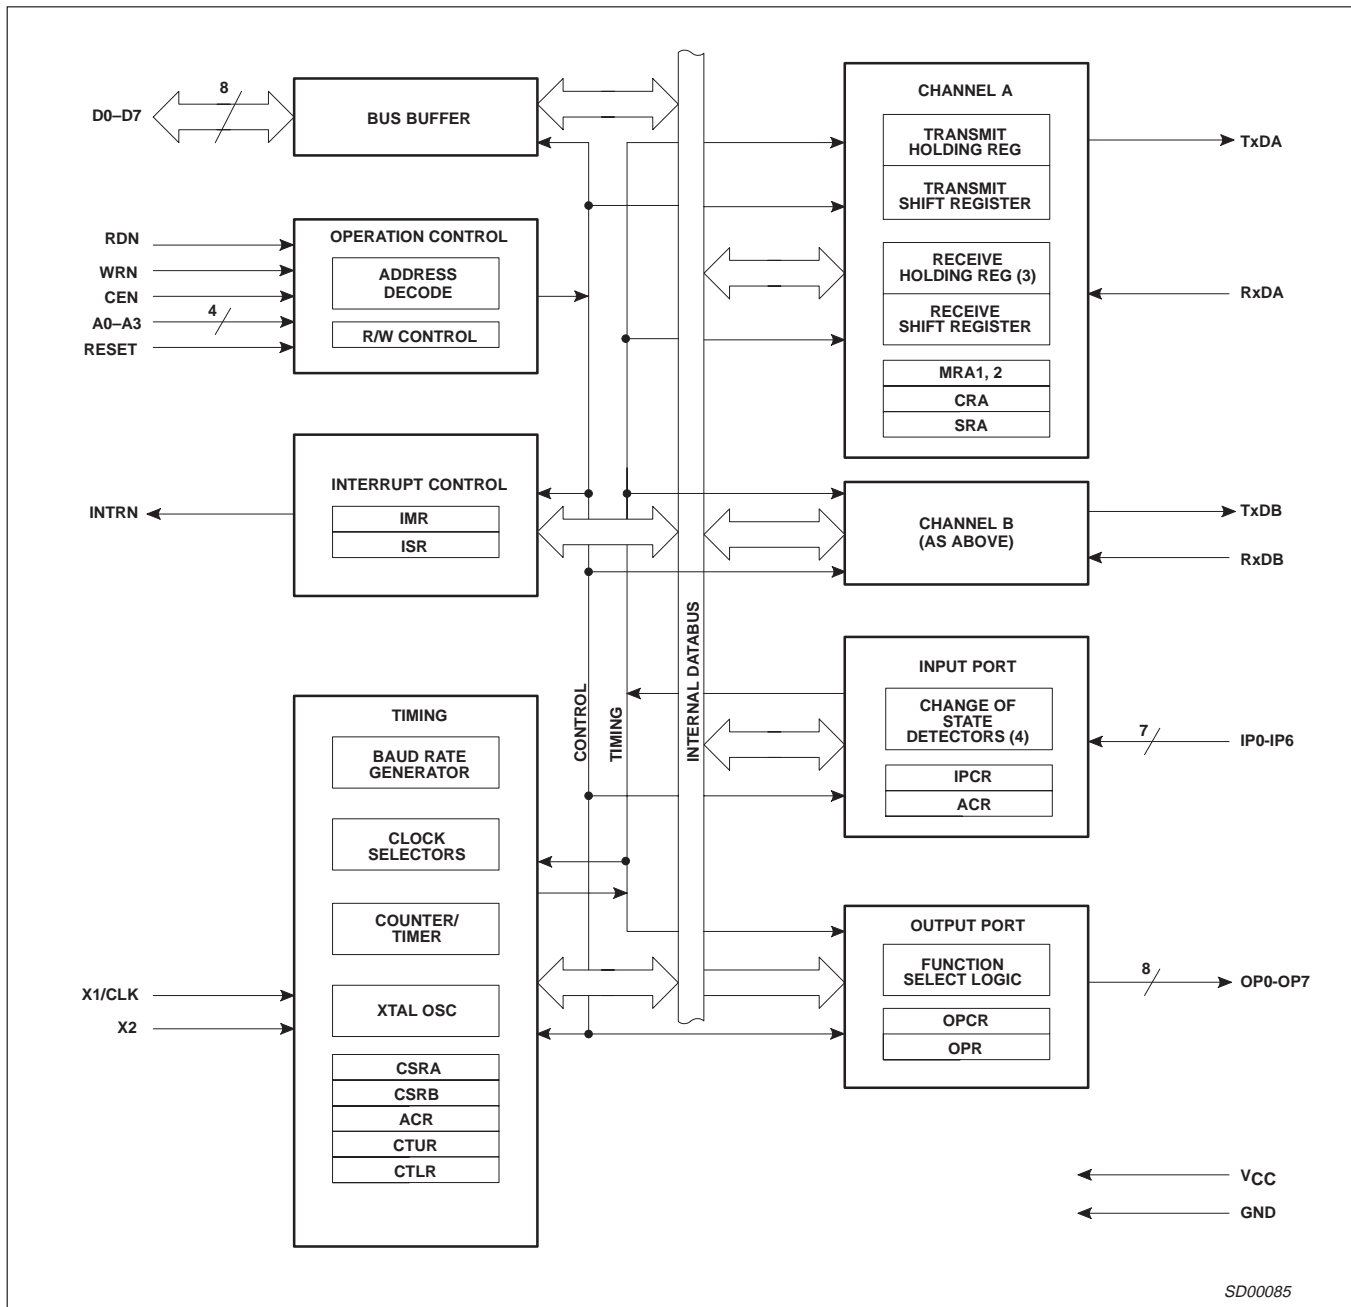 D0–D7
8
BUS BUFFER
RDN
WRN
CEN
A0–A3
4
RESET
OPERATION CONTROL
ADDRESS
DECODE
R/W CONTROL
INTRN
INTERRUPT CONTROL
IMR
ISR
TIMING
BAUD RATE
GENERATOR
CLOCK
SELECTORS
COUNTER/
TIMER
X1/CLK
X2
XTAL OSC
CSRA
CSRB
ACR
CTUR
CTLR
CONTROL
TIMING
INTERNAL DATABUS
CHANNEL A
TRANSMIT
HOLDING REG
TRANSMIT
SHIFT REGISTER
RECEIVE
HOLDING REG (3)
RECEIVE
SHIFT REGISTER
MRA1, 2
CRA
SRA
TxDA
RxDA
CHANNEL B
(AS ABOVE)
TxDB
RxDB
INPUT PORT
CHANGE OF
STATE
DETECTORS (4)
IPCR
ACR
7
IP0-IP6
OUTPUT PORT
FUNCTION
SELECT LOGIC
OPCR
OPR
8
OP0-OP7
VCC
GND
SD00085